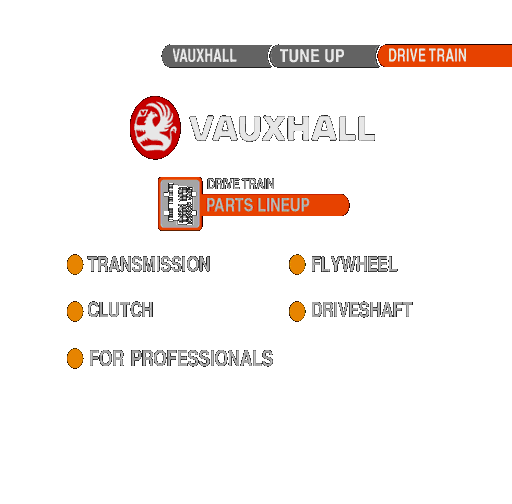 VAUXHALL TUNE UP DRIVE TRAIN
VAUXHALL
DRIVE TRAIN
PARTS LINEUP
TRANSMISSION FLYWHEEL
CLUTCH DRIVESHAFT
FOR PROFESSIONALS